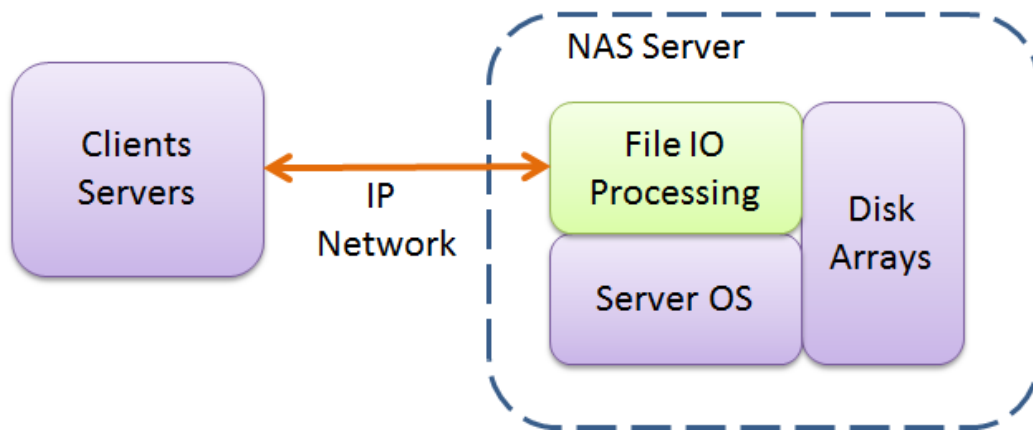 NAS Server
Clients
Servers
IP
Network
File IO
Processing
Server OS
Disk
Arrays